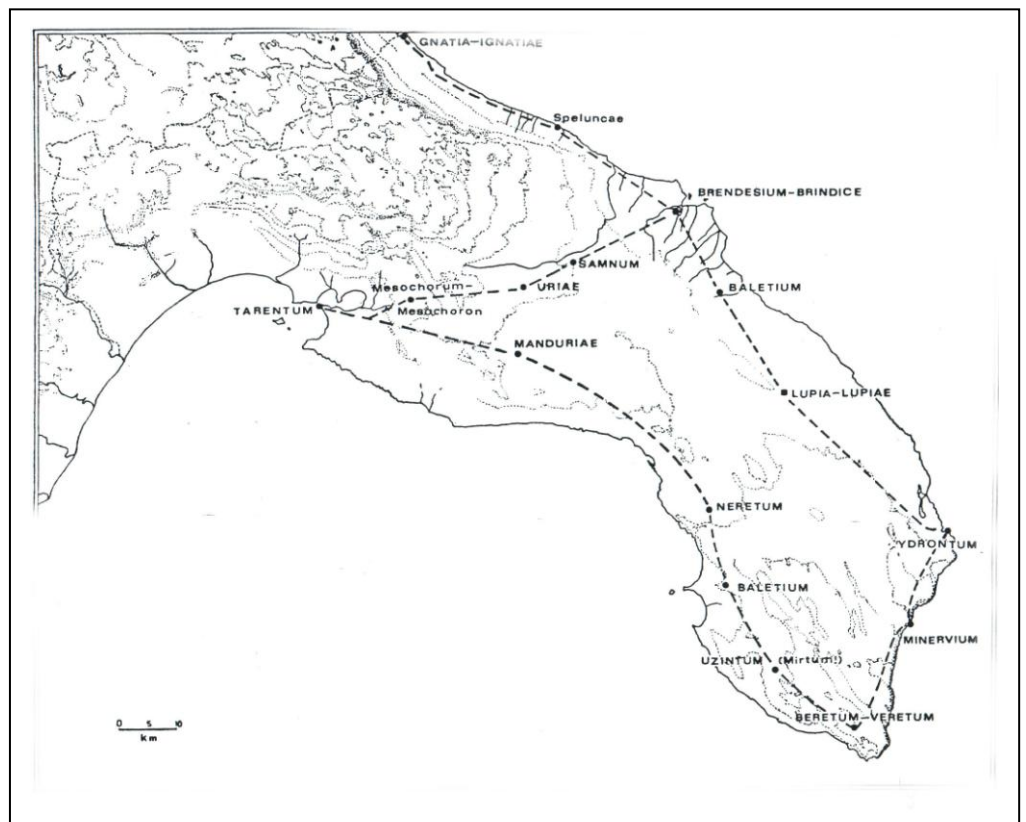 GNATIA-IGNATIAE
Speluncae
BRENDESIUM-BRINDICE
SAMNUM
Mesochorum-
Mesochoron
URIAE
BALETIUM
TARENTUM
MANDURIAE
LUPIA-LUPIAE
NERETUM
YDRONTUM
BALETIUM
MINERVIUM
UZINTUM (Mirtum!)
BERETUM-VERETUM
0 5 10
km